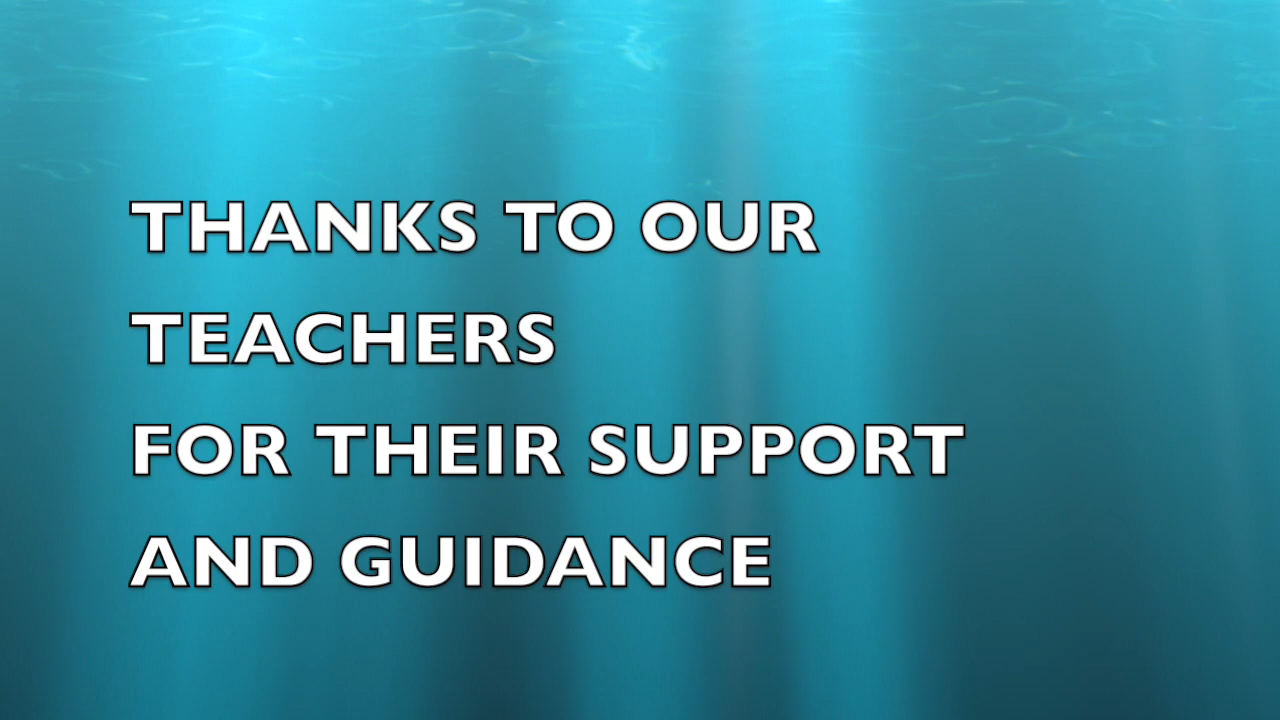 THANKS TO OUR
TEACHERS
FOR THEIR SUPPORT
AND GUIDANCE